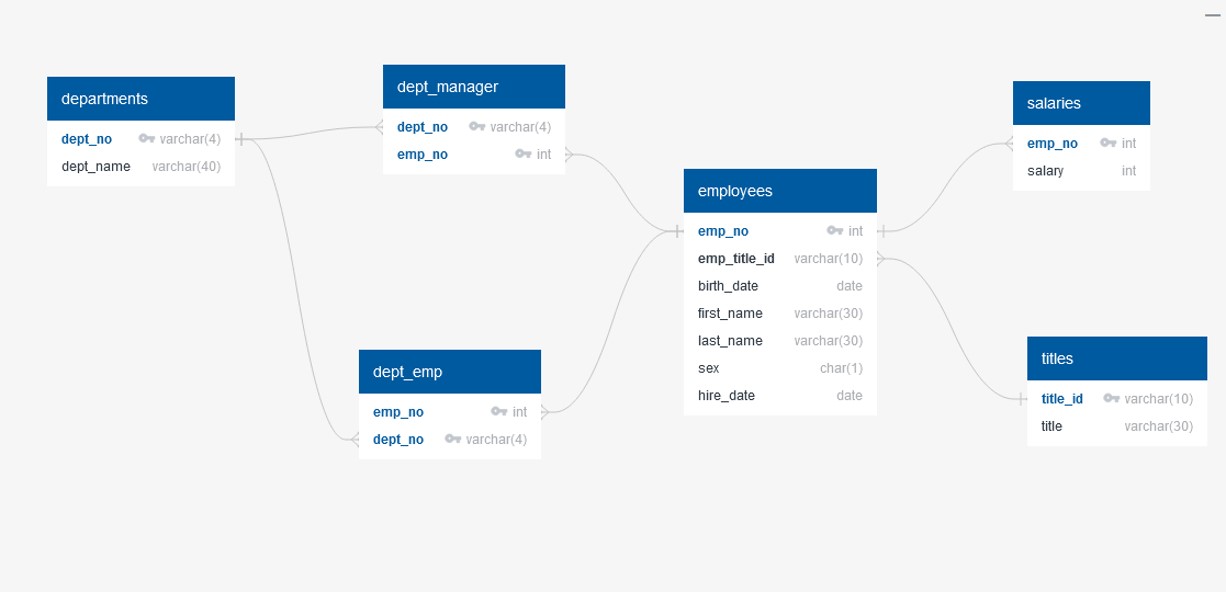 departments
dept_no varchar(4)
dept_name varchar(40)
dept_manager
dept_no varchar(4)
emp_no int
dept_emp
emp_no int
dept_no varchar(4)
employees
emp_no int
emp_title_id varchar(10)
birth_date date
first_name varchar(30)
last_name varchar(30)
sex char(1)
hire_date date
salaries
emp_no int
salary int
titles
title_id varchar(10)
title varchar(30)